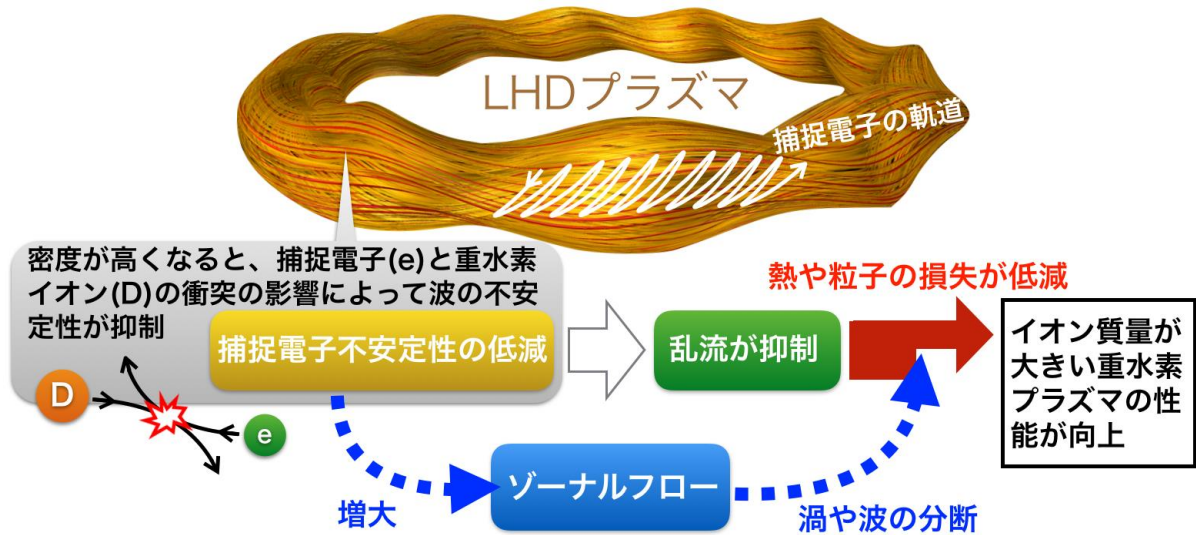 LHDプラズマ
捕捉電子の軌道
密度が高くなると、捕捉電子(e)と重水素
イオン(D)の衝突の影響によって波の不安
定性が抑制
捕捉電子不安定性の低減
乱流が抑制
熱や粒子の損失が低減
イオン質量が
大きい重水素
プラズマの性
能が向上
D
e
増大
ゾーナルフロー
渦や波の分断